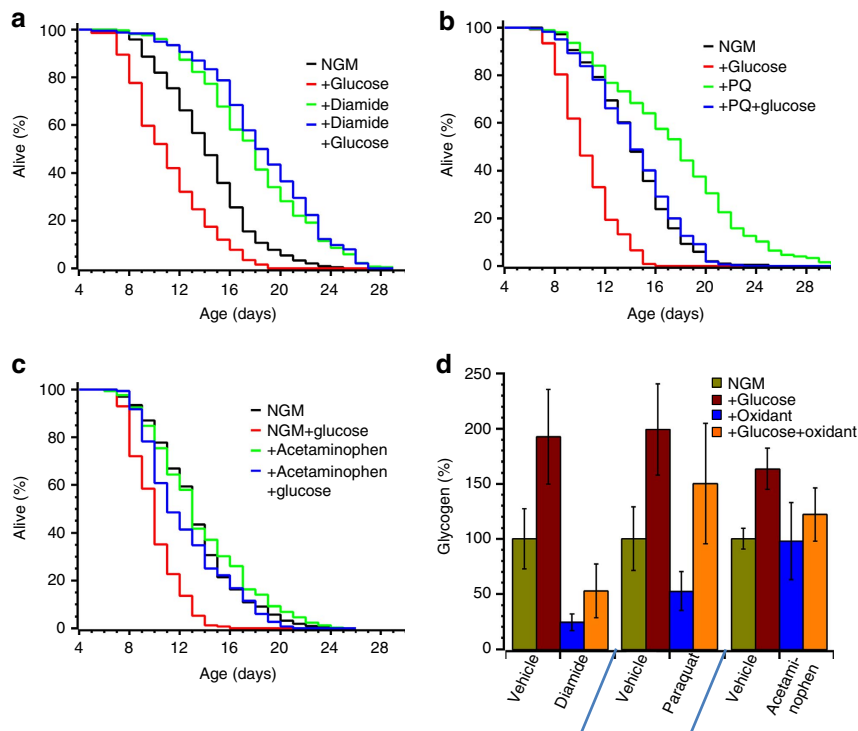 a
100
80
60
40
20
0
Alive (%)
4 8 12 16 20 24 28
Age (days)
NGM
+Glucose
+Diamide
+Diamide
+Glucose
b
100
80
60
40
20
0
Alive (%)
4 8 12 16 20 24 28
Age (days)
NGM
+Glucose
+PQ
+PQ+glucose
c
100
80
60
40
20
0
Alive (%)
4 8 12 16 20 24 28
Age (days)
NGM
NGM+glucose
+Acetaminophen
+Acetaminophen
+glucose
d
250
200
150
100
50
0
Glycogen (%)
NGM
+Glucose
+Oxidant
+Glucose+oxidant
Vehicle
Diamide
Vehicle
Paraquat
Vehicle
Acetami-
nophen